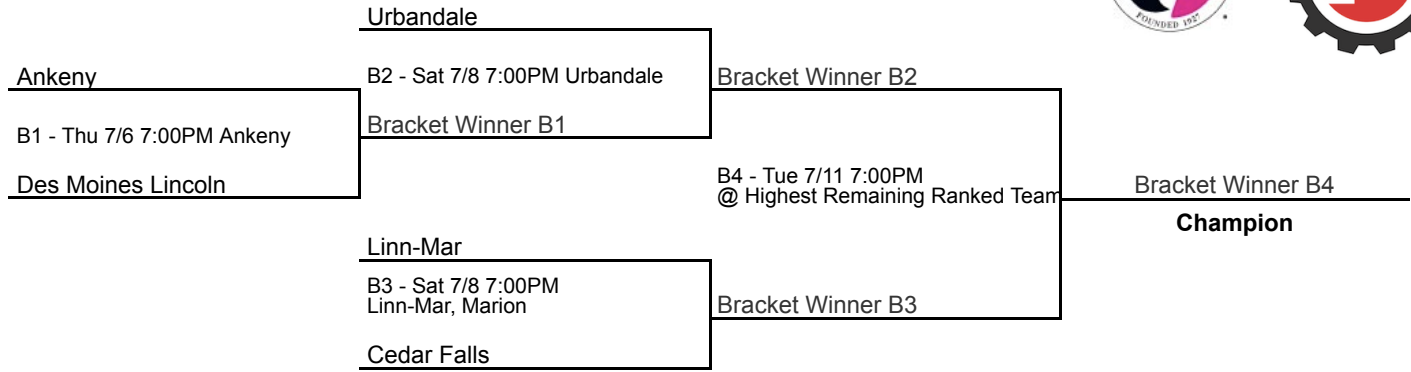 Urbandale
FOUNDED 1927
Ankeny
B2 - Sat 7/8 7:00PM Urbandale
Bracket Winner B2
B1 - Thu 7/6 7:00PM Ankeny
Bracket Winner B1
Des Moines Lincoln
B4 - Tue 7/11 7:00PM
@ Highest Remaining Ranked Team
Bracket Winner B4
Champion
Linn-Mar
B3 - Sat 7/8 7:00PM
Linn-Mar, Marion
Bracket Winner B3
Cedar Falls